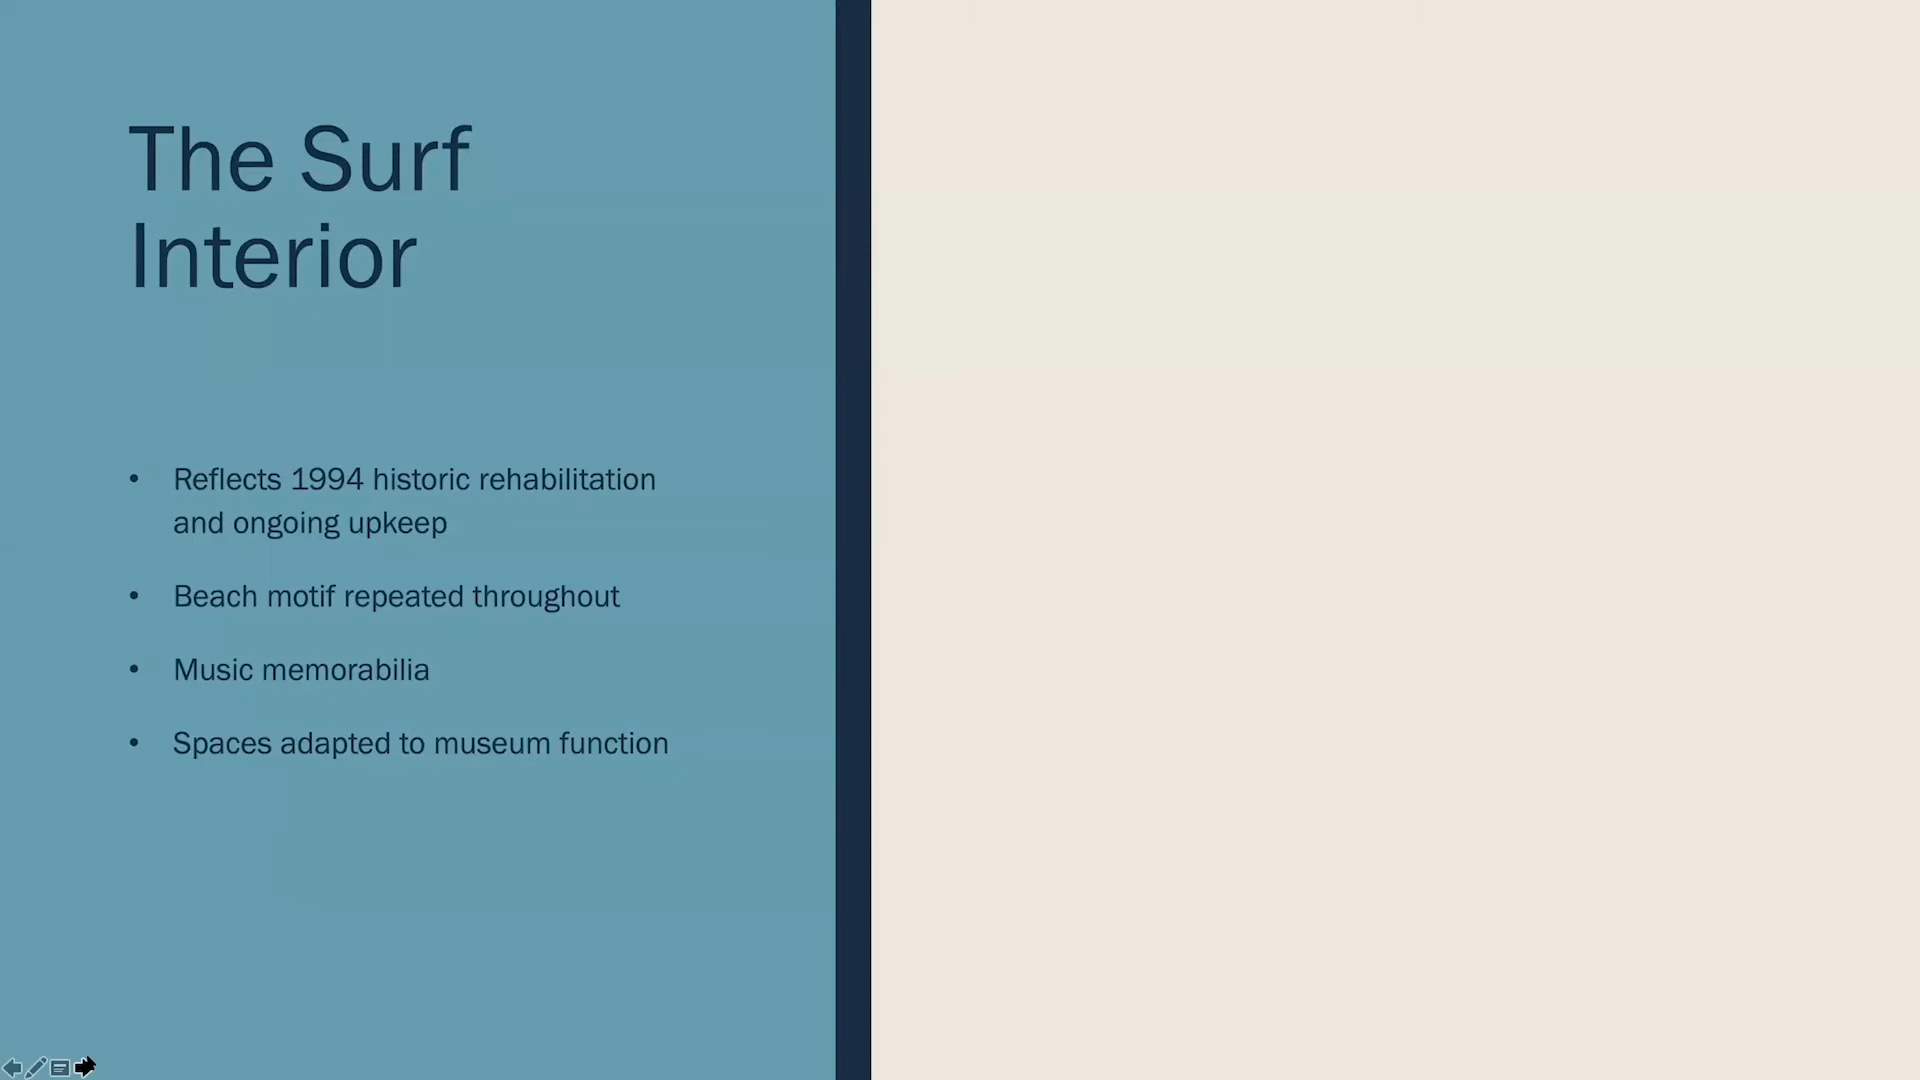 The Surf
Interior
• Reflects 1994 historic rehabilitation
and ongoing upkeep
• Beach motif repeated throughout
• Music memorabilia
• Spaces adapted to museum function